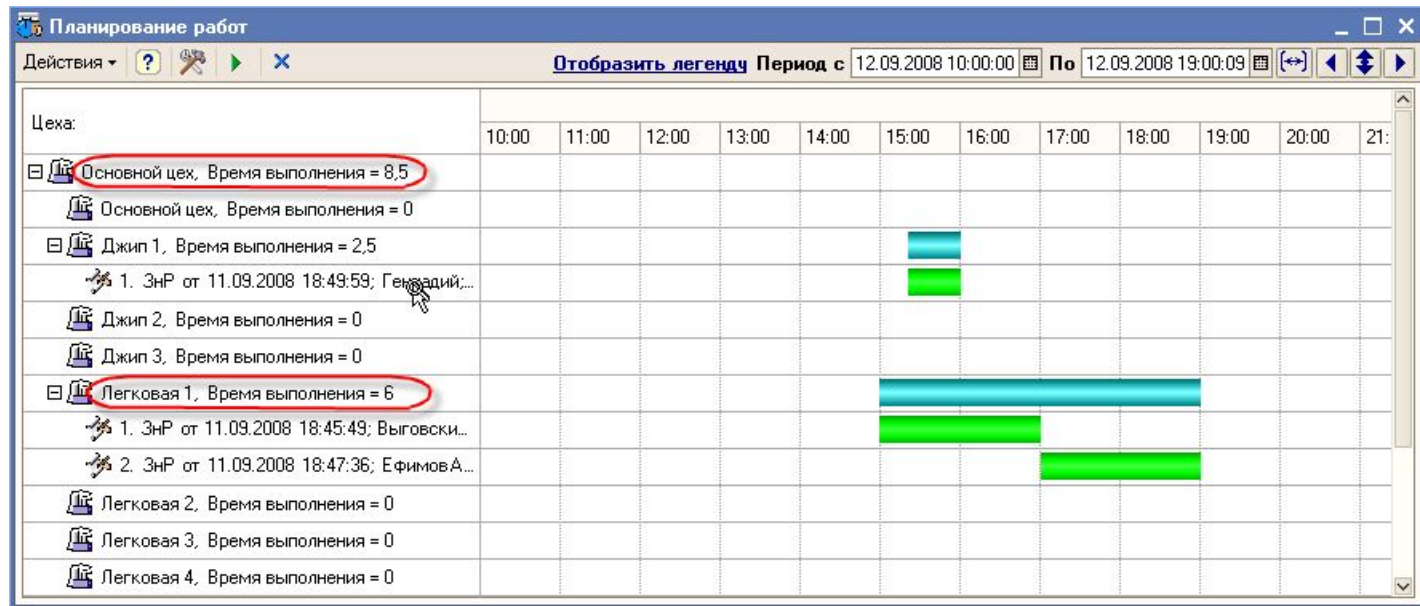 Планирование работ
Действия ? Отобразить легенду Период с 12.09.2008 10:00:00 По 12.09.2008 19:00:09
Цеха:
10:00 11:00 12:00 13:00 14:00 15:00 16:00 17:00 18:00 19:00 20:00 21:
Основной цех, Время выполнения = 8,5
Основной цех, Время выполнения = 0
Джип 1, Время выполнения = 2,5
1. ЗнР от 11.09.2008 18:49:59; Геннадий;...
Джип 2, Время выполнения = 0
Джип 3, Время выполнения = 0
Легковая 1, Время выполнения = 6
1. ЗнР от 11.09.2008 18:45:49; Выговски...
2. ЗнР от 11.09.2008 18:47:36; ЕфимовА...
Легковая 2, Время выполнения = 0
Легковая 3, Время выполнения = 0
Легковая 4, Время выполнения = 0